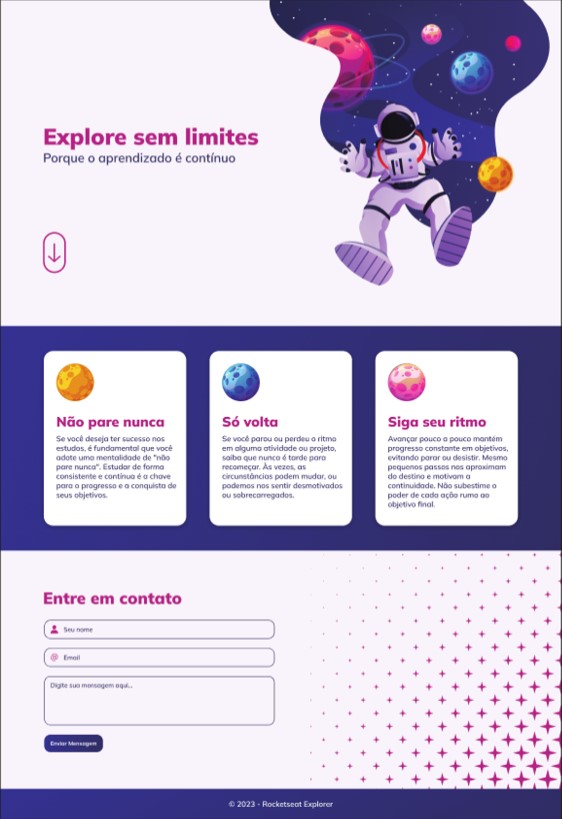 Explore sem limites
Porque o aprendizado é contínuo
Não pare nunca
Se você deseja ter sucesso nos
estudos, é fundamental que você
adote uma mentalidade de "não
pare nunca". Estudar de forma
consistente e contínua é a chave
para o progresso e a conquista de
seus objetivos.
Só volta
Se você parou ou perdeu o ritmo
em alguma atividade ou projeto,
saiba que nunca é tarde para
recomeçar. Às vezes, as
circunstâncias podem mudar, ou
podemos nos sentir desmotivados
ou sobrecarregados.
Siga seu ritmo
Avançar pouco a pouco mantém
progresso constante em objetivos,
evitando parar ou desistir. Mesmo
pequenos passos nos aproximam
do destino e motivam a
continuidade. Não subestime o
poder de cada ação rumo ao
objetivo final.
Entre em contato
Seu nome
Email
Digite sua mensagem aqui...
Enviar Mensagem
© 2023 - Rocketseat Explorer